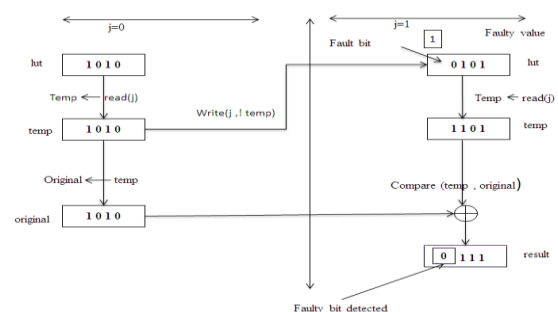 j=0
lut
1 0 1 0
Temp ← read(j)
temp
1 0 1 0
Write(j ,! temp)
Original ← temp
original
1 0 1 0
j=1
1
Faulty value
Fault bit
0 1 0 1
lut
Temp ← read(j)
1 1 0 1
temp
Compare (temp , original)
0 1 1 1
result
Faulty bit detected